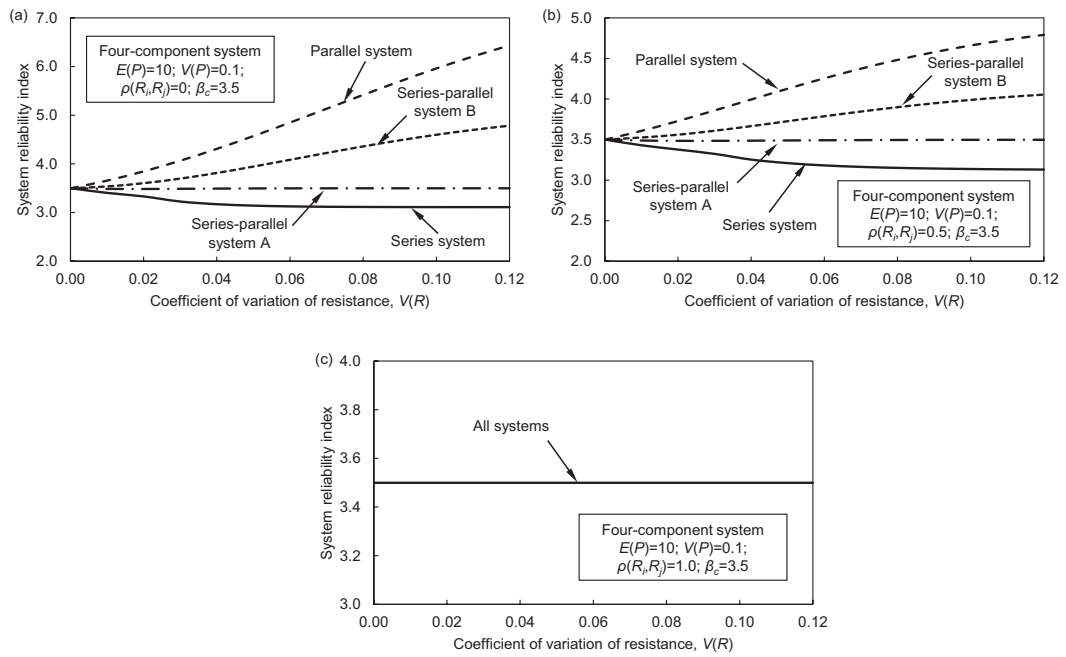 (a)
7.0
6.0
5.0
4.0
3.0
2.0
System reliability index
Four-component system
E(P)=10; V(P)=0.1;
ρ(Ri,Rj)=0; βc=3.5
Parallel system
Series-parallel
system B
Series-parallel
system A
Series system
0.00 0.02 0.04 0.06 0.08 0.10 0.12
Coefficient of variation of resistance, V(R)
(b)
5.0
4.5
4.0
3.5
3.0
2.5
2.0
System reliability index
Parallel system
Series-parallel
system B
Series-parallel
system A
Series system
Four-component system
E(P)=10; V(P)=0.1;
ρ(Ri,Rj)=0.5; βc=3.5
0.00 0.02 0.04 0.06 0.08 0.10 0.12
Coefficient of variation of resistance, V(R)
(c)
4.0
3.8
3.6
3.4
3.2
3.0
System reliability index
All systems
Four-component system
E(P)=10; V(P)=0.1;
ρ(Ri,Rj)=1.0; βc=3.5
0.00 0.02 0.04 0.06 0.08 0.10 0.12
Coefficient of variation of resistance, V(R)